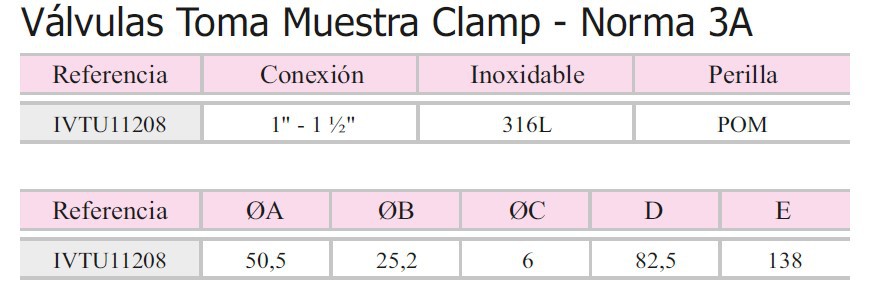 Válvulas Toma Muestra Clamp - Norma 3A
Referencia Conexión Inoxidable Perilla
IVTU11208 1" - 1 ½" 316L POM
Referencia ØA ØB ØC D E
IVTU11208 50,5 25,2 6 82,5 138